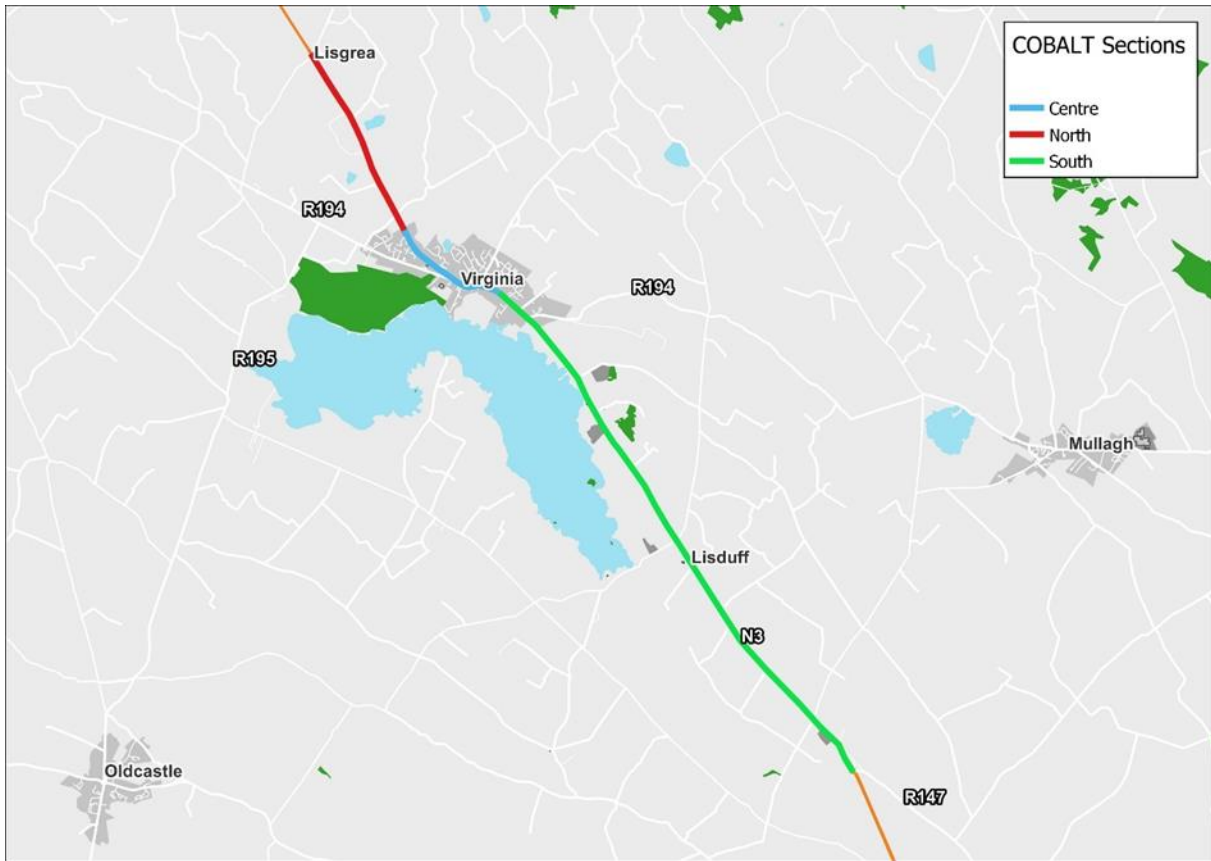 Lisgrea
COBALT Sections
Centre
North
South
R194
Virginia
R194
R195
Mullagh
Lisduff
N3
Oldcastle
R147